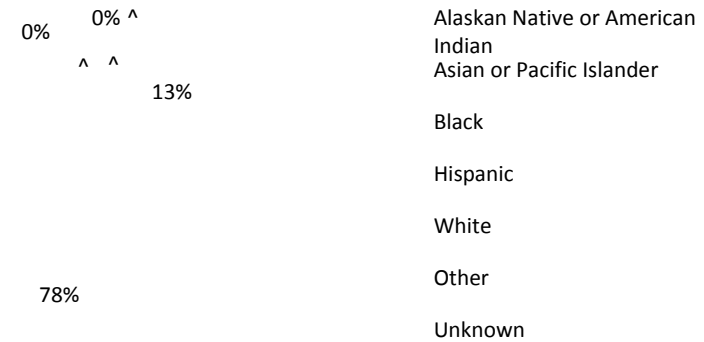 0%
0% ^
^ ^
13%
78%
Alaskan Native or American
Indian
Asian or Pacific Islander
Black
Hispanic
White
Other
Unknown